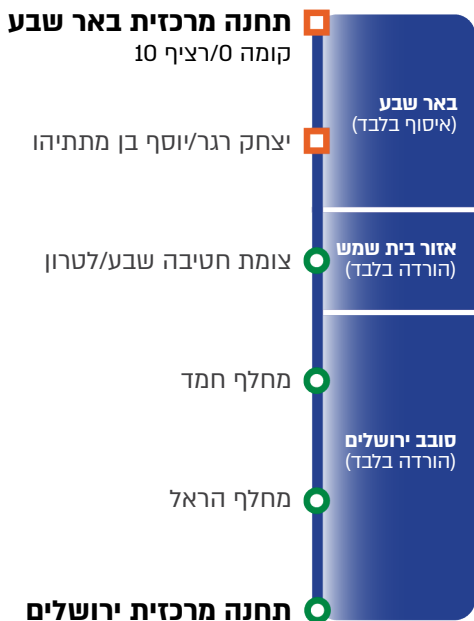 תחנה מרכזית באר שבע
קומה 0/רציף 10
באר שבע
(איסוף בלבד)
יצחק רגר/יוסף בן מתתיהו
אזור בית שמש
(הורדה בלבד)
צומת חטיבה שבע/לטרון
מחלף חמד
סובב ירושלים
(הורדה בלבד)
מחלף הראל
תחנה מרכזית ירושלים